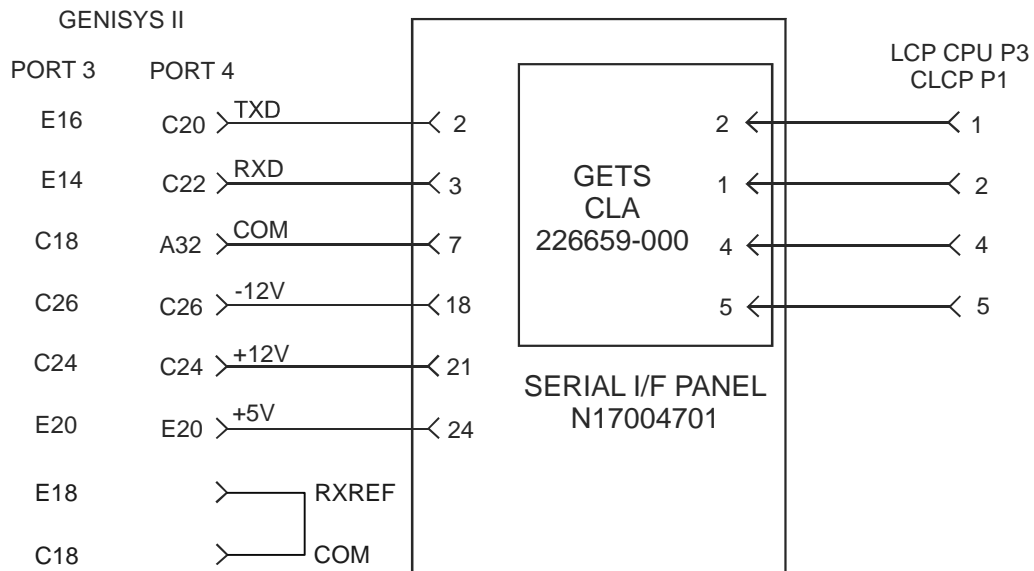 GENISYS II
PORT 3 PORT 4
LCP CPU P3
CLCP P1
E16 C20 TXD 2 2 1
E14 C22 RXD 3 1 2
C18 A32 COM 7 4 4
C26 C26 -12V 18 5 5
C24 C24 +12V 21
E20 E20 +5V 24
GETS
CLA
226659-000
SERIAL I/F PANEL
N17004701
E18 RXREF
C18 COM